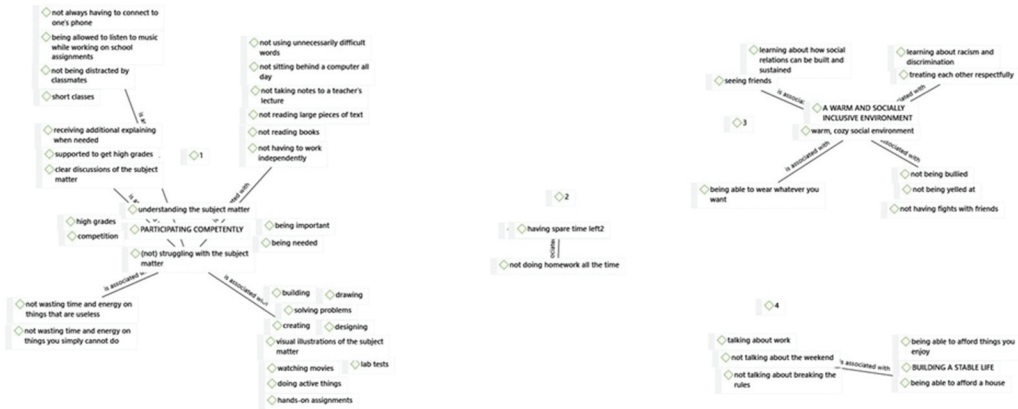 not always having to connect to
one's phone
being allowed to listen to music
while working on school
assignments
not being distracted by
classmates
short classes
is a
receiving additional explaining
when needed
supported to get high grades
clear discussions of the subject
matter
1
not using unnecessarily difficult
words
not sitting behind a computer all
day
not taking notes to a teacher's
lecture
not reading large pieces of text
not reading books
not having to work
independently
is a
ted with
understanding the subject matter
high grades
competition
PARTICIPATING COMPETENTLY
being important
being needed
(not) struggling with the subject
matter
is associated w
is associated w
not wasting time and energy on
things that are useless
not wasting time and energy on
things you simply cannot do
building
drawing
solving problems
creating
designing
visual illustrations of the subject
matter
watching movies
lab tests
doing active things
hands-on assignments
2
having spare time left2
ociated
not doing homework all the time
learning about how social
relations can be built and
sustained
seeing friends
is associa
learning about racism and
discrimination
treating each other respectfully
iated with
3
A WARM AND SOCIALLY
INCLUSIVE ENVIRONMENT
warm, cozy social environment
is associated with
ssociated with
being able to wear whatever you
want
not being bullied
not being yelled at
not having fights with friends
4
talking about work
not talking about the weekend
not talking about breaking the
rules
is associated with
being able to afford things you
enjoy
BUILDING A STABLE LIFE
being able to afford a house